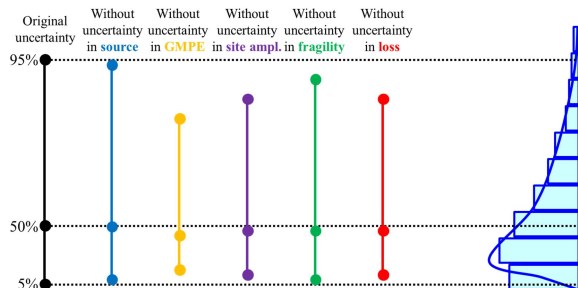 Original uncertainty
Without uncertainty in source
Without uncertainty in GMPE
Without uncertainty in site ampl.
Without uncertainty in fragility
Without uncertainty in loss
95%
50%
5%